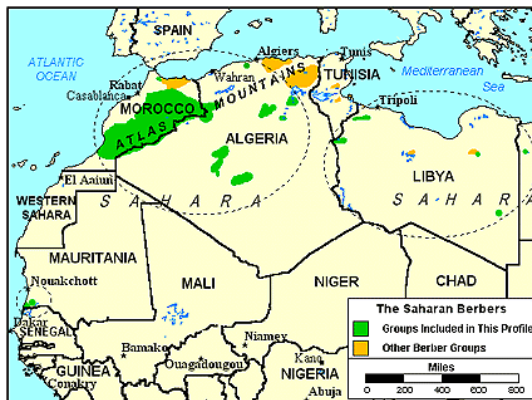 SPAIN
ATLANTIC
OCEAN
Algiers
Tunis
Wahran
Rabat
Casablanca
MOUNTAINS
TUNISIA
Mediterranean
Sea
MOROCCO
Tripoli
ATLAS
ALGERIA
El Aaiun
LIBYA
WESTERN
SAHARA
SAHARA
SAHARA
MAURITANIA
Nouakchott
MALI
NIGER
CHAD
Dakar
SENEGAL
Niamey
Bamako
Ouagadougou
Kano
GUINEA
Conakry
NIGERIA
Abuja
The Saharan Berbers
Groups Included in This Profile
Other Berber Groups
Miles
0 200 400 600 800